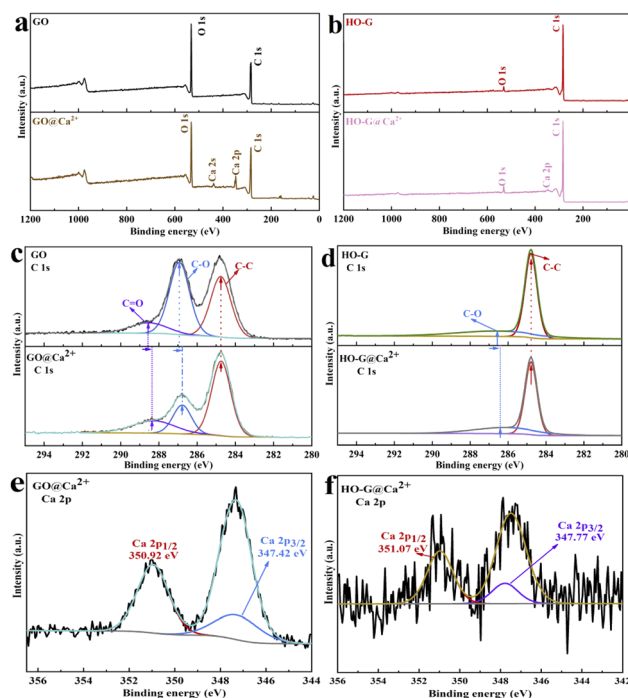 a
GO
O 1s
C 1s
GO@Ca²⁺
O 1s
Ca 2s
Ca 2p
C 1s
Intensity (a.u.)
1200 1000 800 600 400 200 0
Binding energy (eV)
b
HO-G
O 1s
C 1s
HO-G@Ca²⁺
O 1s
Ca 2p
C 1s
Intensity (a.u.)
1200 1000 800 600 400 200 0
Binding energy (eV)
c
GO
C 1s
C=O
C-O
C-C
GO@Ca²⁺
C 1s
Intensity (a.u.)
294 292 290 288 286 284 282 280
Binding energy (eV)
d
HO-G
C 1s
C-O
C-C
HO-G@Ca²⁺
C 1s
Intensity (a.u.)
294 292 290 288 286 284 282 280
Binding energy (eV)
e
GO@Ca²⁺
Ca 2p
Ca 2p1/2
350.92 eV
Ca 2p3/2
347.42 eV
Intensity (a.u.)
356 354 352 350 348 346 344
Binding energy (eV)
f
HO-G@Ca²⁺
Ca 2p
Ca 2p1/2
351.07 eV
Ca 2p3/2
347.77 eV
Intensity (a.u.)
356 354 352 350 348 346 344 342
Binding energy (eV)